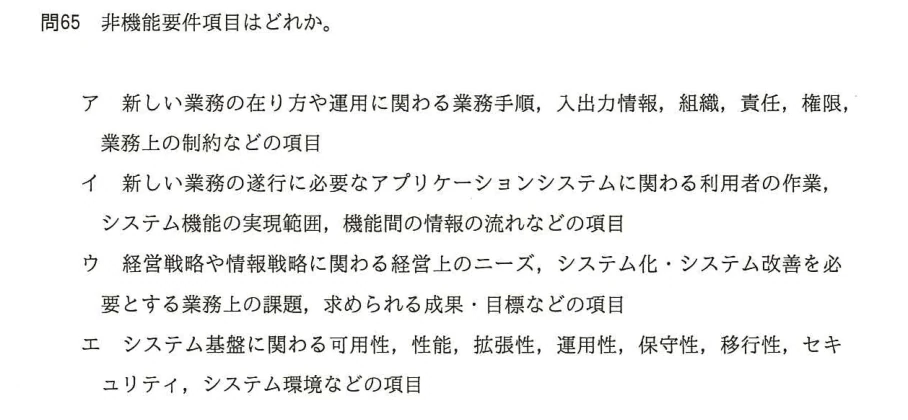 問65 非機能要件項目はどれか。
ア 新しい業務の在り方や運用に関わる業務手順，入出力情報，組織，責任，権限，
業務上の制約などの項目
イ 新しい業務の遂行に必要なアプリケーションシステムに関わる利用者の作業，
システム機能の実現範囲，機能間の情報の流れなどの項目
ウ 経営戦略や情報戦略に関わる経営上のニーズ，システム化・システム改善を必
要とする業務上の課題，求められる成果・目標などの項目
エ システム基盤に関わる可用性，性能，拡張性，運用性，保守性，移行性，セキ
ュリティ，システム環境などの項目